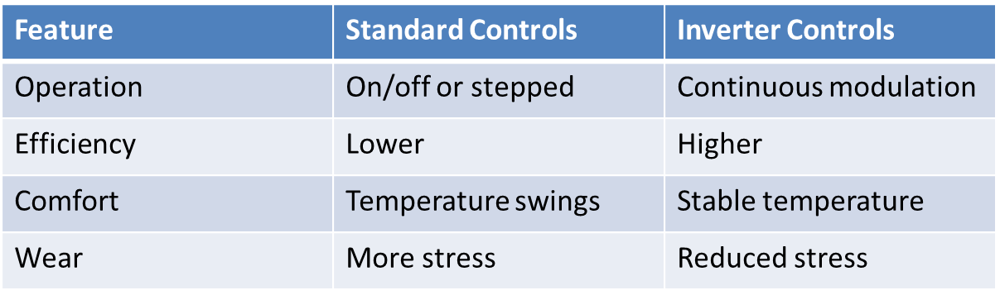 Feature Standard Controls Inverter Controls
Operation On/off or stepped Continuous modulation
Efficiency Lower Higher
Comfort Temperature swings Stable temperature
Wear More stress Reduced stress